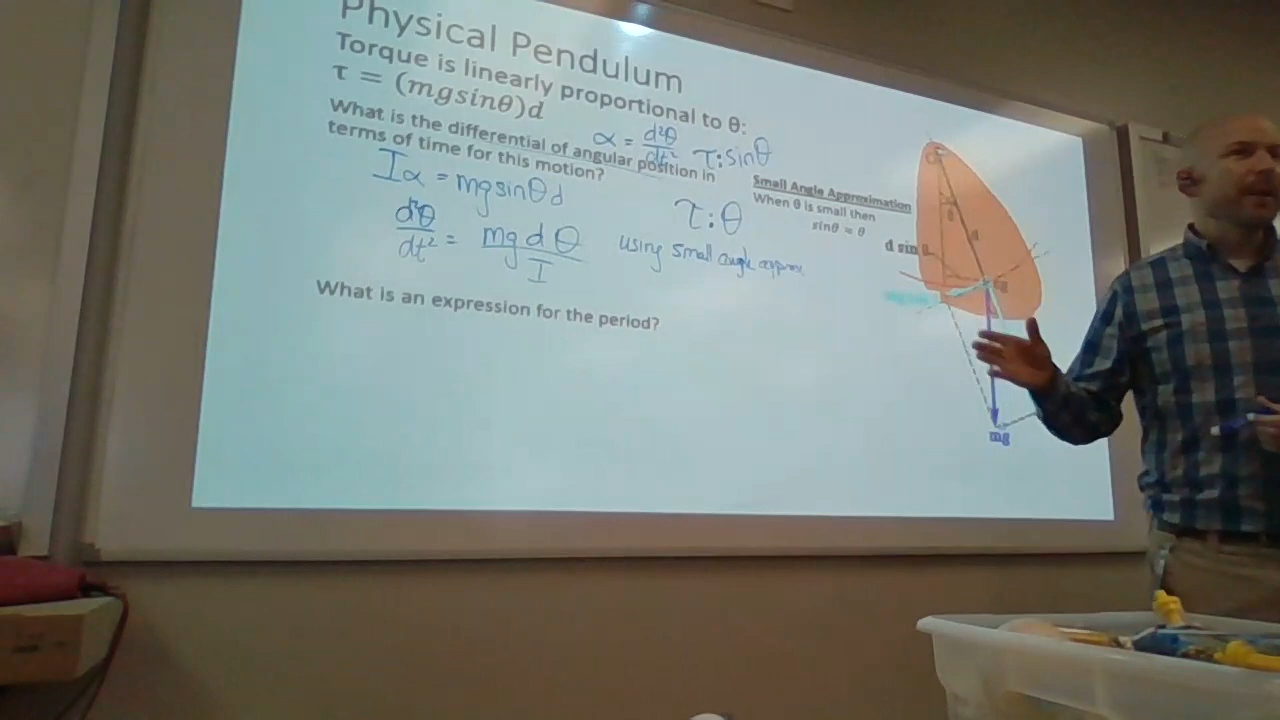 Physical Pendulum
Torque is linearly proportional to θ:
τ = (mgsinθ)d
What is the differential of angular position in
terms of time for this motion?
α = d²θ/dt²
τ : sinθ
Iα = mgsinθd
τ : θ
d²θ/dt² = mgdθ/I
using small angle approx
Small Angle Approximation
When θ is small then
sinθ ≈ θ
What is an expression for the period?
θ
d
d sin
cg
mg